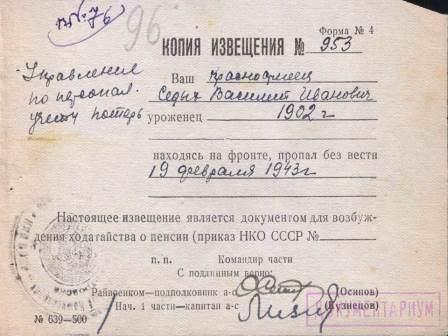 96
Форма № 4
КОПИЯ ИЗВЕЩЕНИЯ № 953
Управление
по персонал.
учету потерь
Ваш красноармеец
Седых Василий Иванович
уроженец 1902 г
находясь на фронте, пропал без вести
19 февраля 1943 г
Настоящее извещение является документом для возбуж-
дения ходатайства о пенсии (приказ НКО СССР №
п. п. Командир части
С подлинным верно:
Райвоенком—подполковник а-с (Осипов)
Нач. 1 части—капитан а-с (Кузнецов)
№ 639—500
ДОКУМЕНТАРИУМ